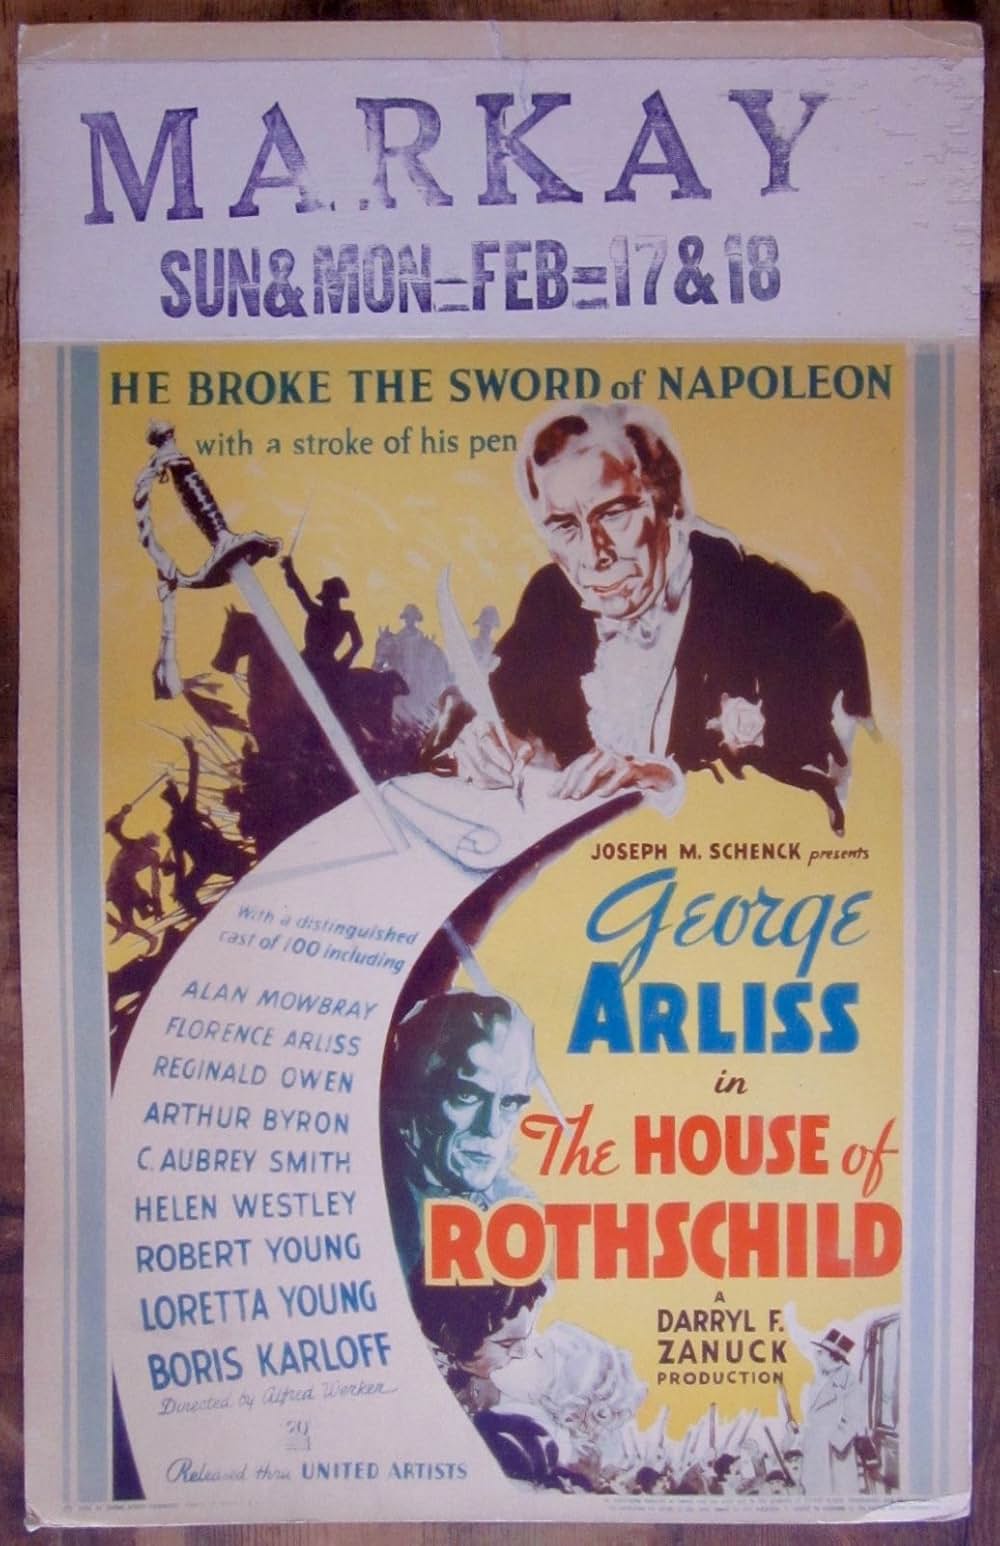 MARKAY
SUN&MON=FEB=17&18
HE BROKE THE SWORD of NAPOLEON
with a stroke of his pen
JOSEPH M. SCHENCK presents
George
ARLISS
in
The HOUSE of
ROTHSCHILD
A
DARRYL F.
ZANUCK
PRODUCTION
With a distinguished
cast of 100 including
ALAN MOWBRAY
FLORENCE ARLISS
REGINALD OWEN
ARTHUR BYRON
C. AUBREY SMITH
HELEN WESTLEY
ROBERT YOUNG
LORETTA YOUNG
BORIS KARLOFF
Directed by Alfred Werker
20
Released thru UNITED ARTISTS